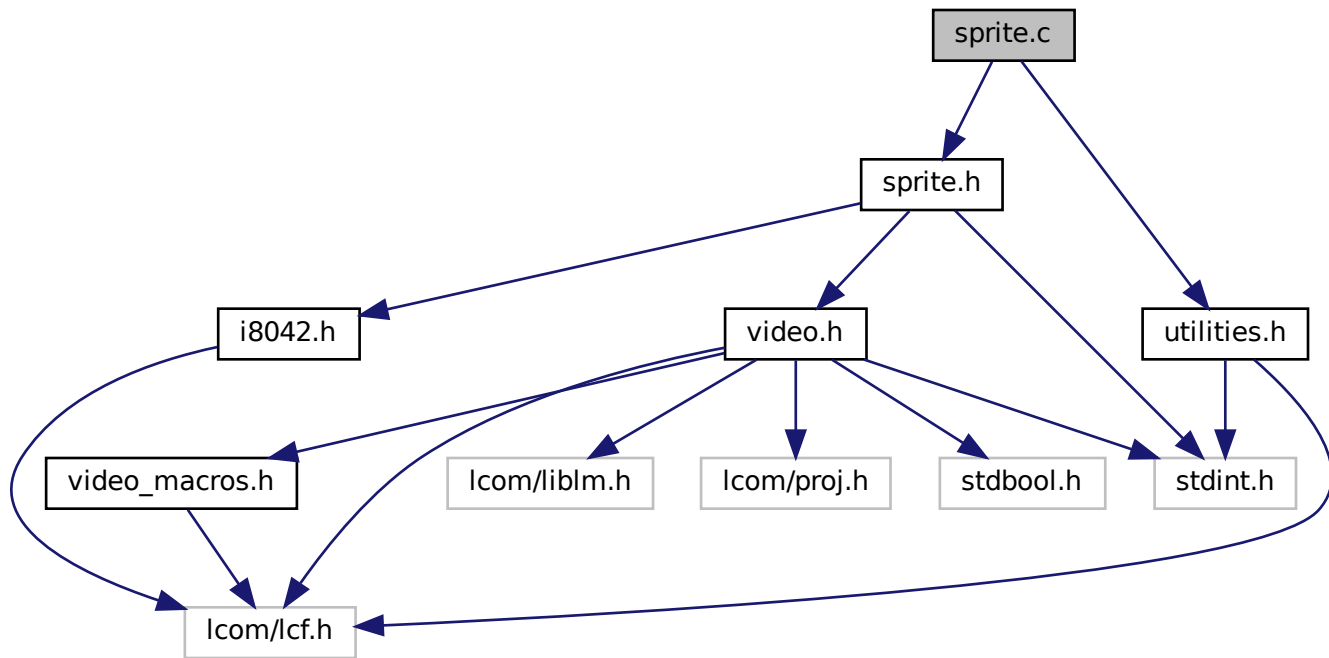 sprite.c
sprite.h
i8042.h
video.h
utilities.h
video_macros.h
lcom/liblm.h
lcom/proj.h
stdbool.h
stdint.h
lcom/lcf.h